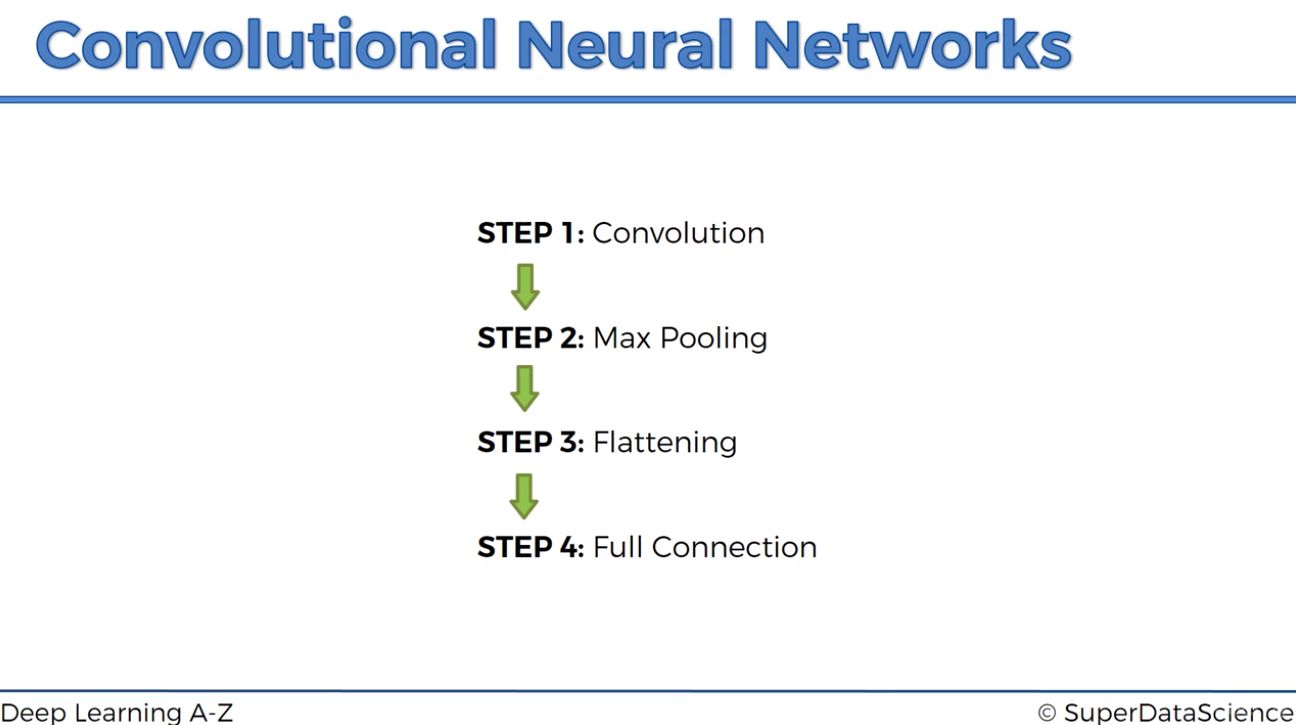 Convolutional Neural Networks
STEP 1: Convolution
STEP 2: Max Pooling
STEP 3: Flattening
STEP 4: Full Connection
Deep Learning A-Z
© SuperDataScience